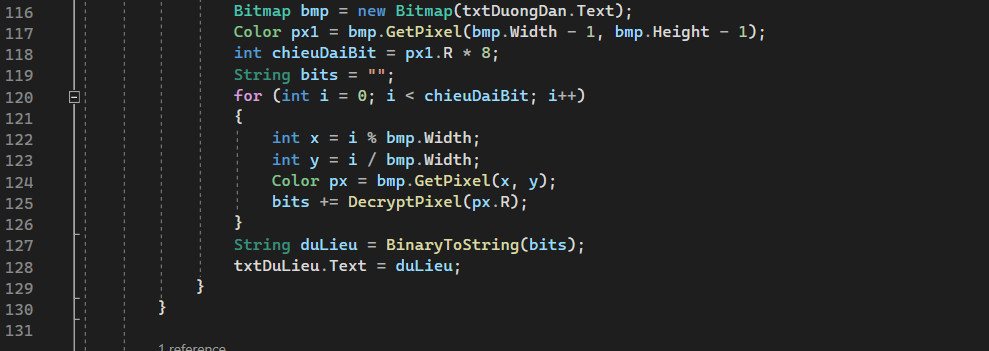 116 Bitmap bmp = new Bitmap(txtDuongDan.Text);
117 Color px1 = bmp.GetPixel(bmp.Width - 1, bmp.Height - 1);
118 int chieuDaiBit = px1.R * 8;
119 String bits = "";
120 for (int i = 0; i < chieuDaiBit; i++)
121 {
122 int x = i % bmp.Width;
123 int y = i / bmp.Width;
124 Color px = bmp.GetPixel(x, y);
125 bits += DecryptPixel(px.R);
126 }
127 String duLieu = BinaryToString(bits);
128 txtDuLieu.Text = duLieu;
129 }
130 }
131
1 reference